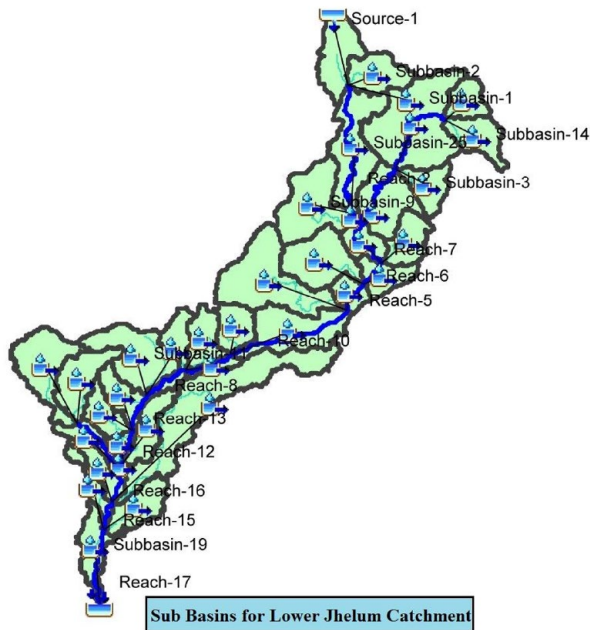 Source-1
Subbasin-2
Subbasin-1
Subbasin-14
Subbasin-25
Reach-2
Subbasin-3
Subbasin-9
Reach-7
Reach-6
Reach-5
Reach-10
Subbasin-11
Reach-8
Reach-13
Reach-12
Reach-16
Reach-15
Subbasin-19
Reach-17
Sub Basins for Lower Jhelum Catchment